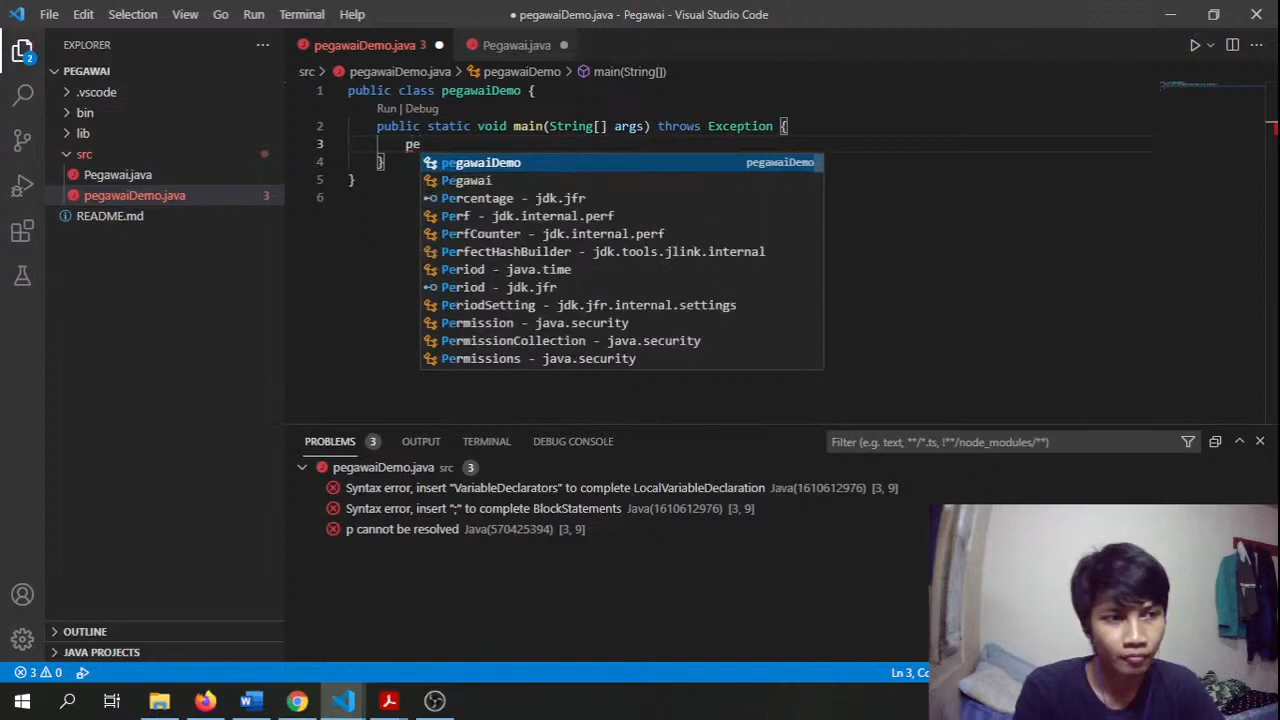 File Edit Selection View Go Run Terminal Help ● pegawaiDemo.java - Pegawai - Visual Studio Code
EXPLORER
pegawaiDemo.java 3
Pegawai.java
2
PEGAWAI
.vscode
bin
lib
src
Pegawai.java
pegawaiDemo.java 3
README.md
src > pegawaiDemo.java > pegawaiDemo > main(String[])
1 public class pegawaiDemo {
Run | Debug
2 public static void main(String[] args) throws Exception {
3 pe
4 }
5 }
6
pegawaiDemo pegawaiDemo
Pegawai
Percentage - jdk.jfr
Perf - jdk.internal.perf
PerfCounter - jdk.internal.perf
PerfectHashBuilder - jdk.tools.jlink.internal
Period - java.time
Period - jdk.jfr
PeriodSetting - jdk.jfr.internal.settings
Permission - java.security
PermissionCollection - java.security
Permissions - java.security
PROBLEMS 3 OUTPUT TERMINAL DEBUG CONSOLE Filter (e.g. text, **/*.ts, !**/node_modules/**)
pegawaiDemo.java src 3
Syntax error, insert "VariableDeclarators" to complete LocalVariableDeclaration Java(1610612976) [3, 9]
Syntax error, insert ";" to complete BlockStatements Java(1610612976) [3, 9]
p cannot be resolved Java(570425394) [3, 9]
OUTLINE
JAVA PROJECTS
3 0
Ln 3,